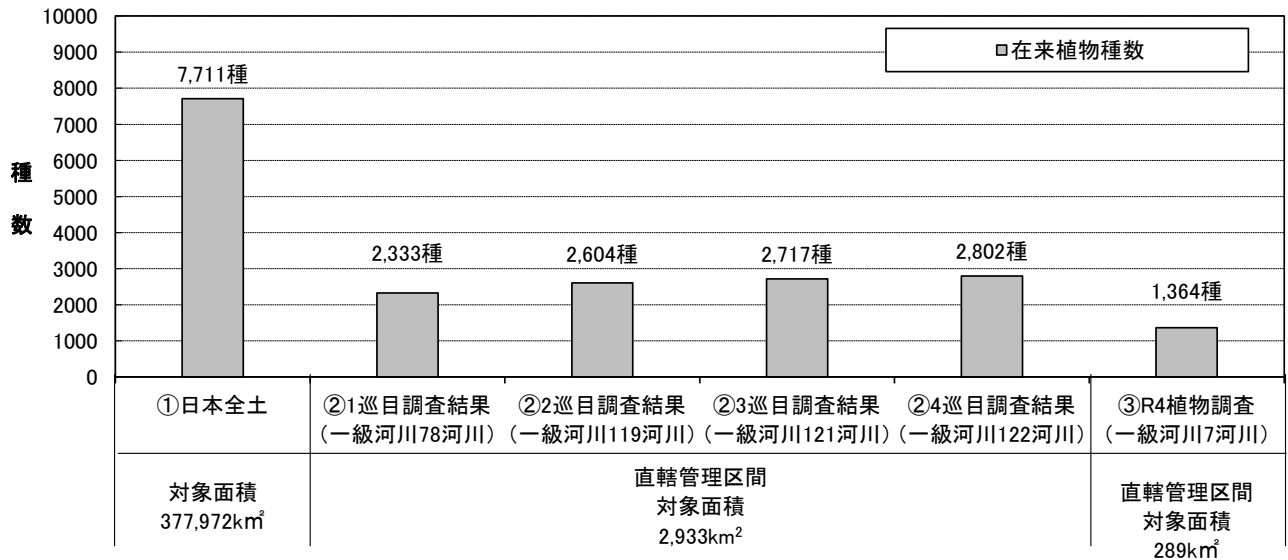 10000
9000
8000
7000
6000
5000
4000
3000
2000
1000
0
種
数
■在来植物種数
7,711種
2,333種
2,604種
2,717種
2,802種
1,364種
①日本全土
②1巡目調査結果
(一級河川78河川)
②2巡目調査結果
(一級河川119河川)
②3巡目調査結果
(一級河川121河川)
②4巡目調査結果
(一級河川122河川)
③R4植物調査
(一級河川7河川)
対象面積
377,972k㎡
直轄管理区間
対象面積
2,933km²
直轄管理区間
対象面積
289k㎡